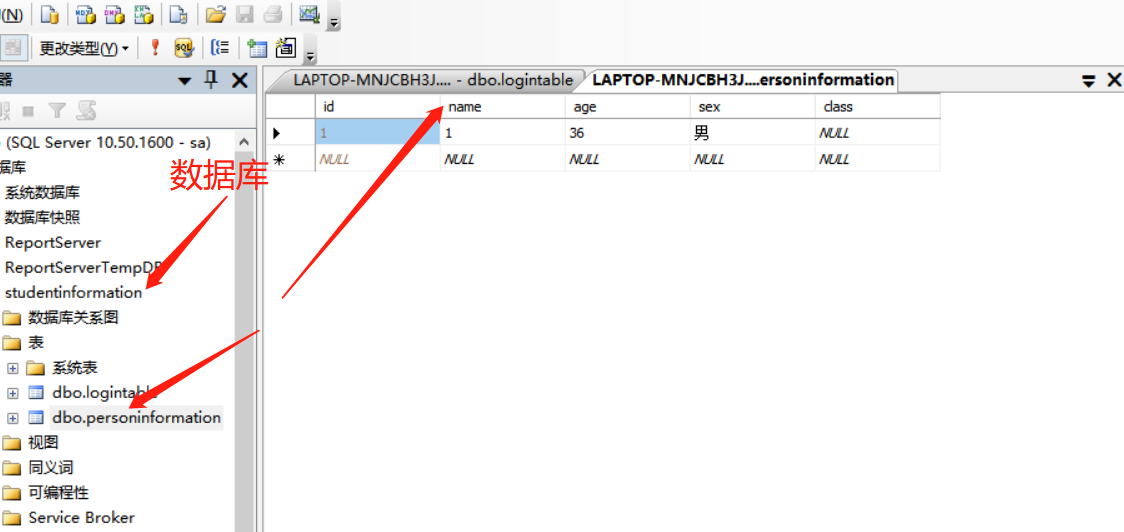 (N)
更改类型(Y)
SQL
器
LAPTOP-MNJCBH3J.... - dbo.logintable
LAPTOP-MNJCBH3J....ersoninformation
id name age sex class
1 1 36 男 NULL
NULL NULL NULL NULL NULL
(SQL Server 10.50.1600 - sa)
据库
数据库
系统数据库
数据库快照
ReportServer
ReportServerTempDB
studentinformation
数据库关系图
表
系统表
dbo.logintable
dbo.personinformation
视图
同义词
可编程性
Service Broker